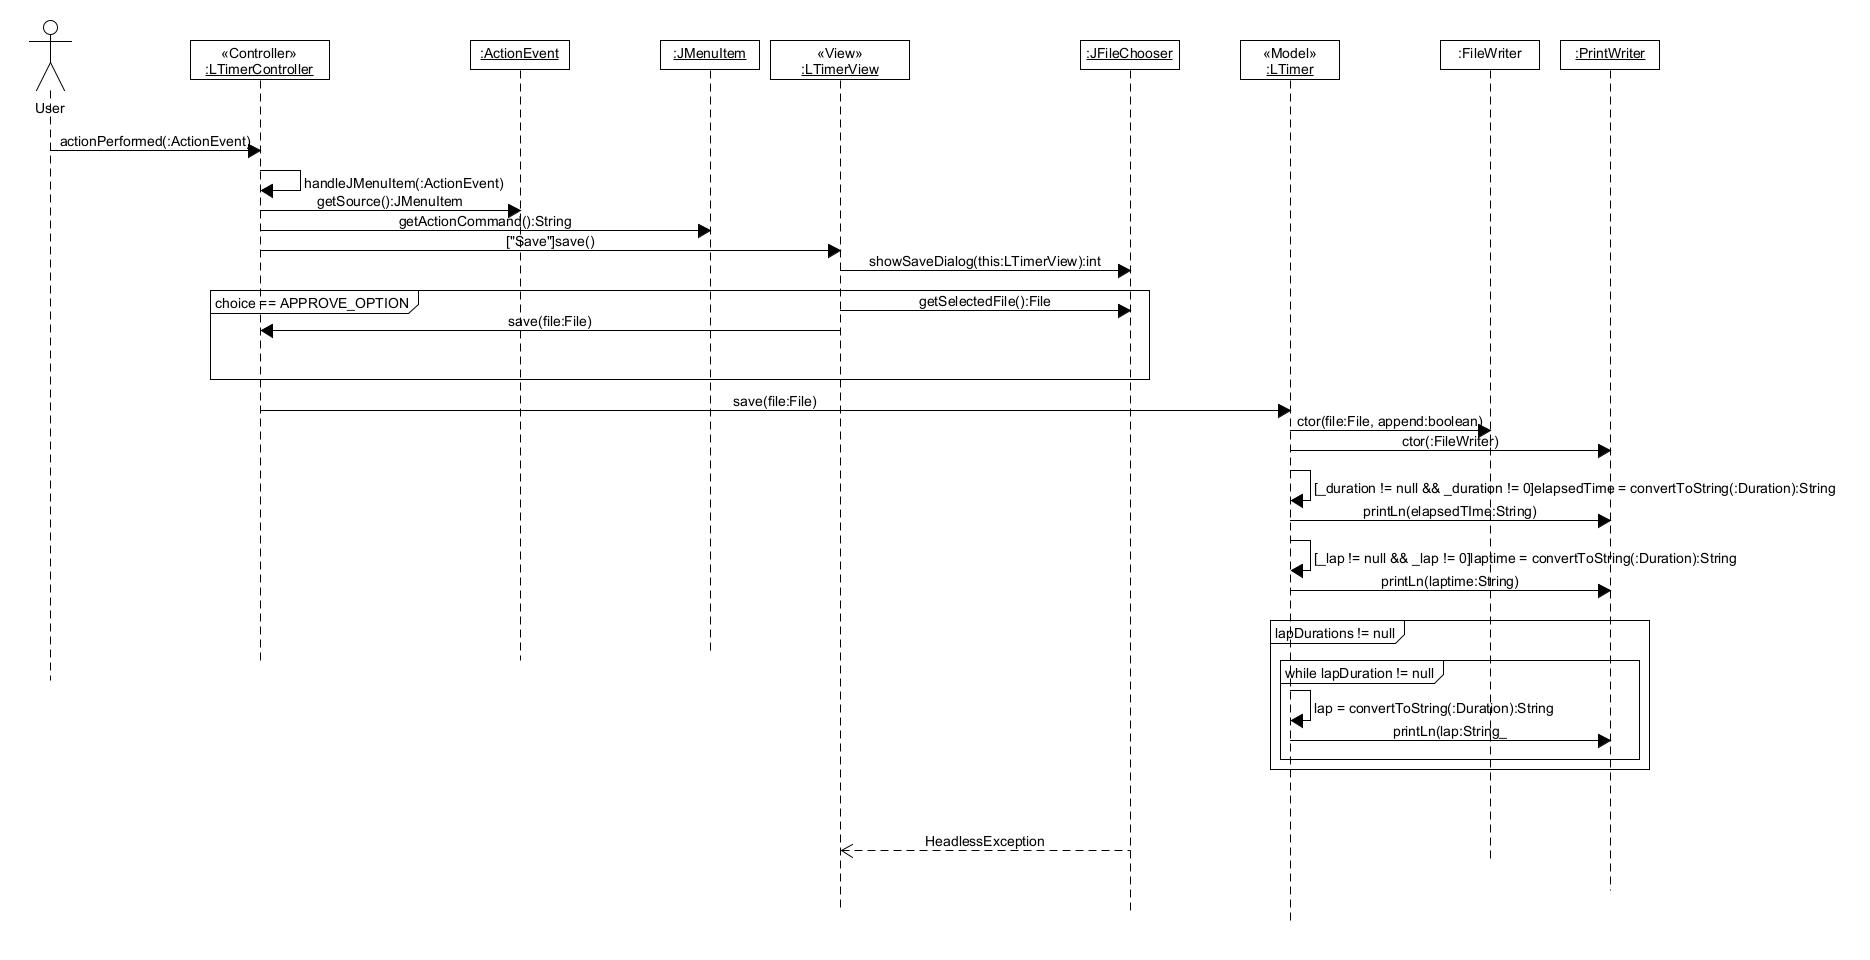 «Controller»
:LTimerController
:ActionEvent
:JMenuItem
«View»
:LTimerView
:JFileChooser
«Model»
:LTimer
:FileWriter
:PrintWriter
User
actionPerformed(:ActionEvent)
handleJMenuItem(:ActionEvent)
getSource():JMenuItem
getActionCommand():String
["Save"]save()
showSaveDialog(this:LTimerView):int
choice == APPROVE_OPTION
getSelectedFile():File
save(file:File)
save(file:File)
ctor(file:File, append:boolean)
ctor(:FileWriter)
[_duration != null && _duration != 0]elapsedTime = convertToString(:Duration):String
printLn(elapsedTIme:String)
[_lap != null && _lap != 0]laptime = convertToString(:Duration):String
printLn(laptime:String)
lapDurations != null
while lapDuration != null
lap = convertToString(:Duration):String
printLn(lap:String_
HeadlessException